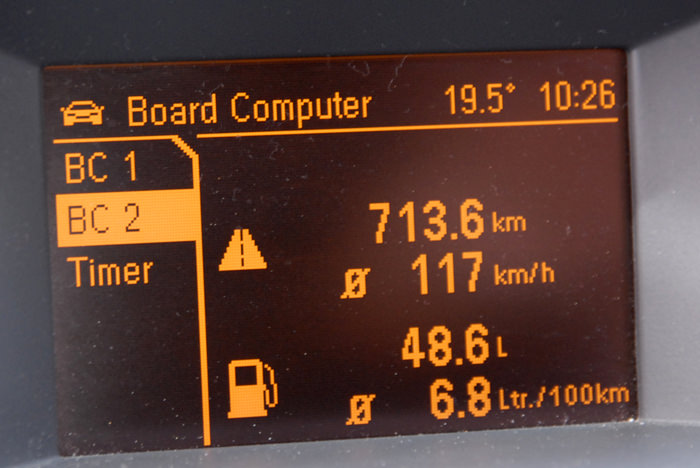 Board Computer 19.5° 10:26
BC 1
BC 2
Timer
713.6 km
Ø 117 km/h
48.6 L
Ø 6.8 Ltr./100km